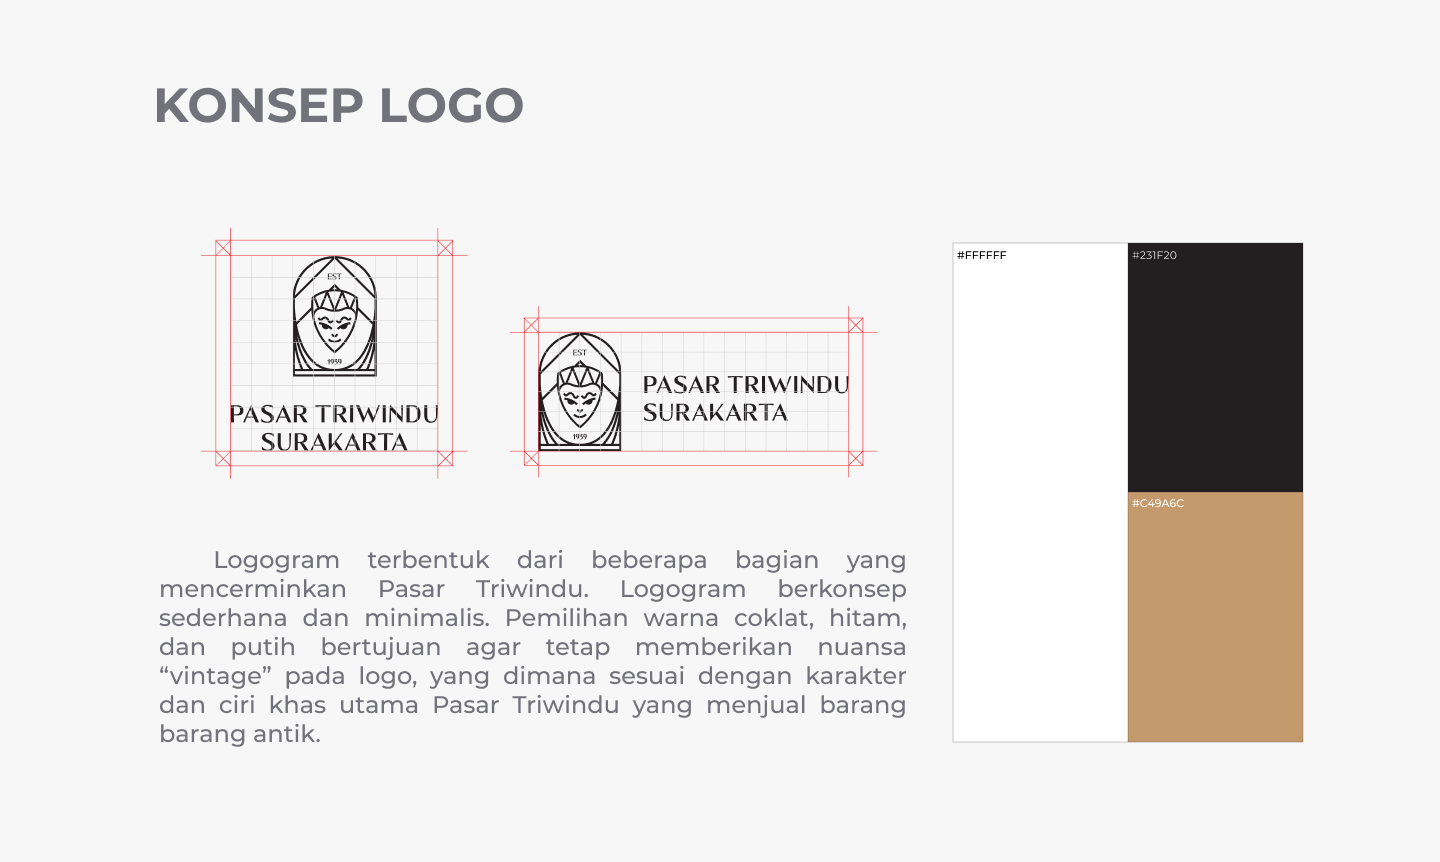 KONSEP LOGO
EST
1939
PASAR TRIWINDU
SURAKARTA
EST
1939
PASAR TRIWINDU
SURAKARTA
#FFFFFF
#231F20
#C49A6C
Logogram terbentuk dari beberapa bagian yang
mencerminkan Pasar Triwindu. Logogram berkonsep
sederhana dan minimalis. Pemilihan warna coklat, hitam,
dan putih bertujuan agar tetap memberikan nuansa
“vintage” pada logo, yang dimana sesuai dengan karakter
dan ciri khas utama Pasar Triwindu yang menjual barang
barang antik.